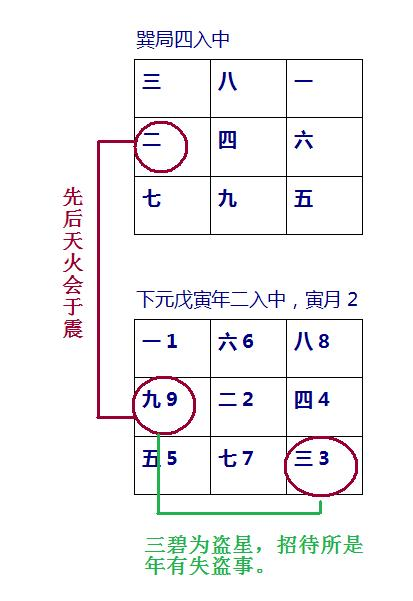 巽局四入中
三 八 一
二 四 六
七 九 五
先后天火会于震
下元戊寅年二入中，寅月 2
一 1 六 6 八 8
九 9 二 2 四 4
五 5 七 7 三 3
三碧为盗星，招待所是
年有失盗事。